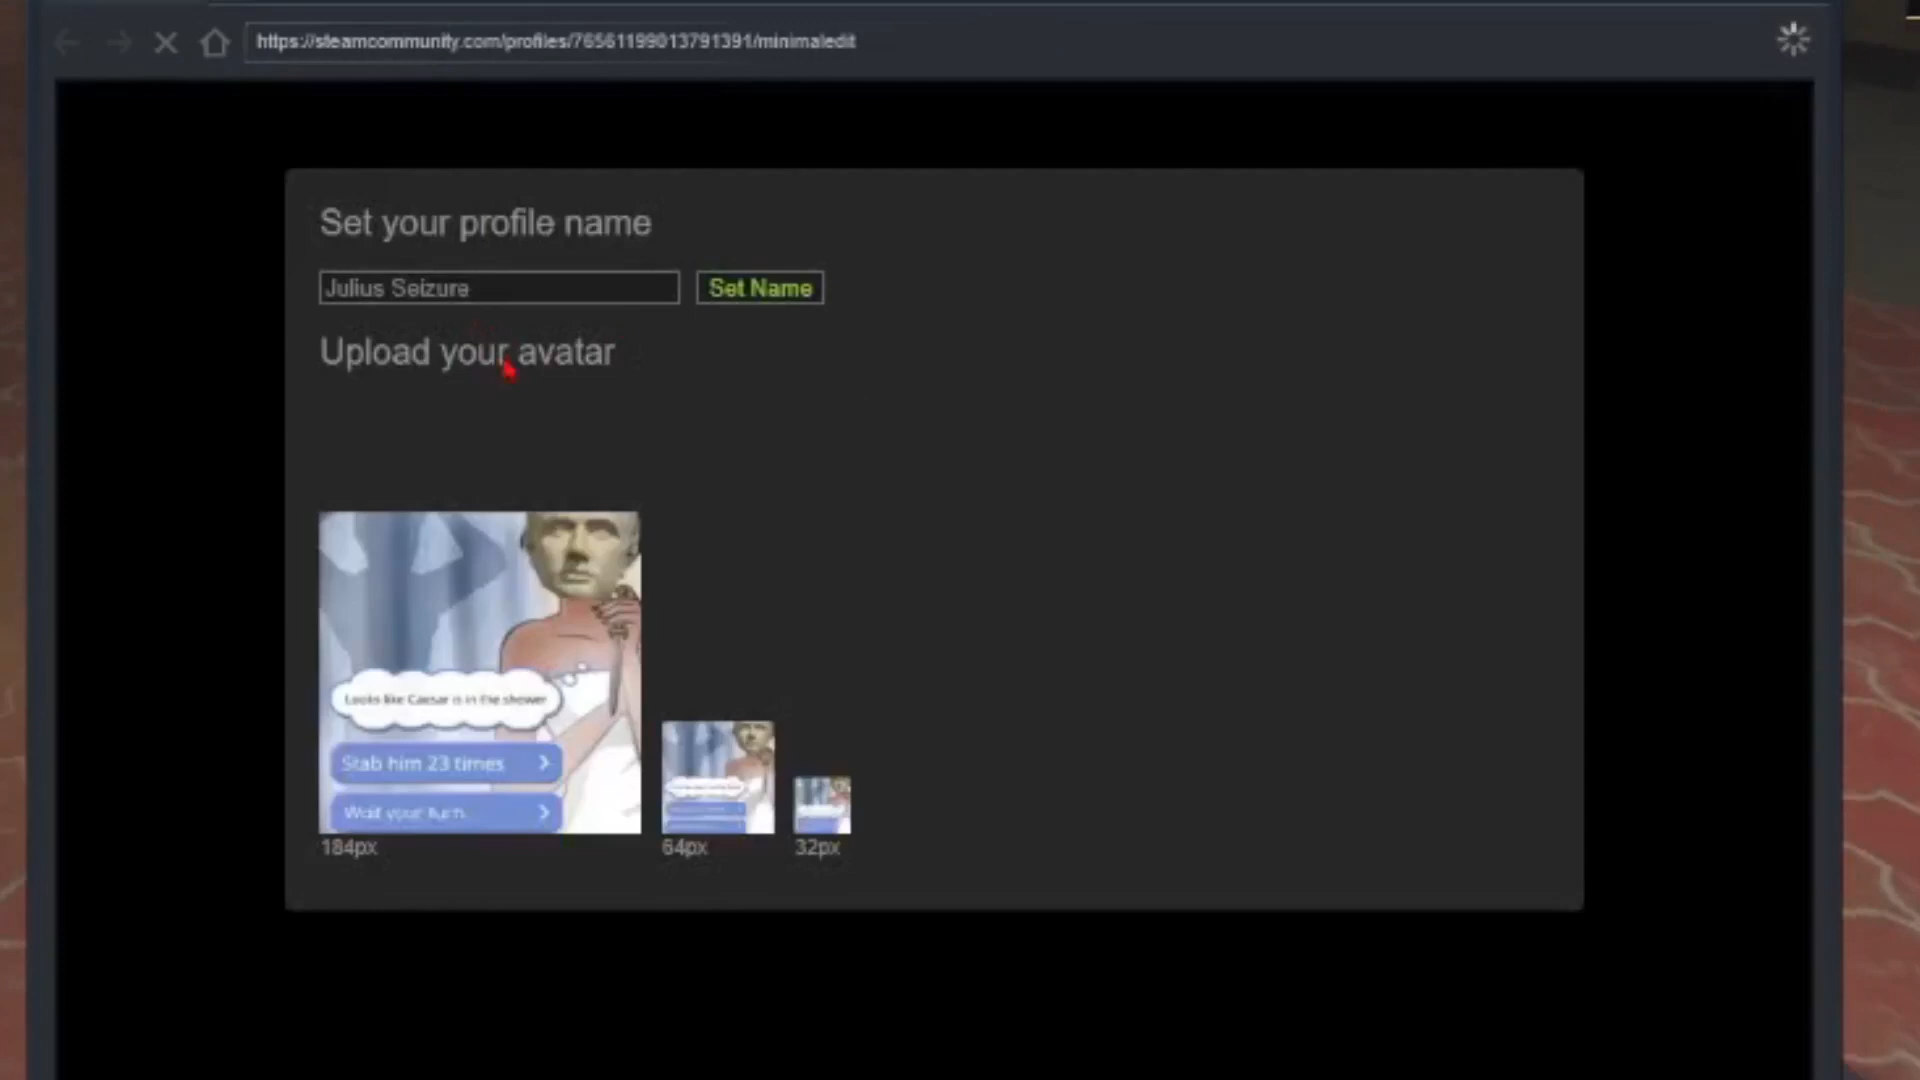 https://steamcommunity.com/profiles/76561199013791391/minimaledit
Set your profile name
Julius Seizure
Set Name
Upload your avatar
Looks like Caesar is in the shower
Stab him 23 times
Wait your turn
184px
64px
32px